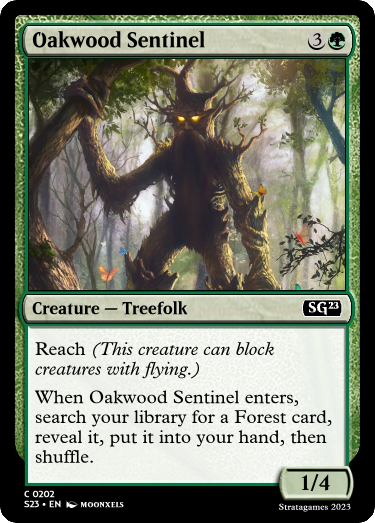 Oakwood Sentinel 3
Creature — Treefolk SG23
Reach (This creature can block
creatures with flying.)
When Oakwood Sentinel enters,
search your library for a Forest card,
reveal it, put it into your hand, then
shuffle.
1/4
C 0202
S23 • EN MOONXELS
Stratagames 2023